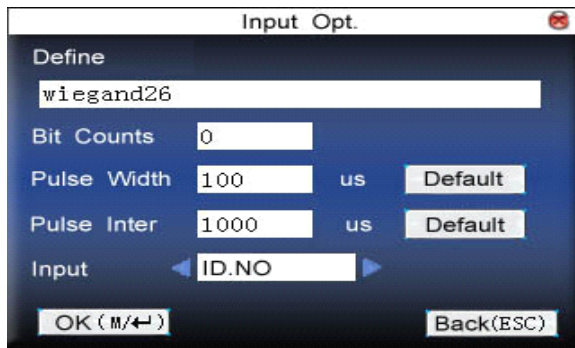 Input Opt.
Define
wiegand26
Bit Counts 0
Pulse Width 100 us Default
Pulse Inter 1000 us Default
Input ID.NO
OK(M/↵) Back(ESC)